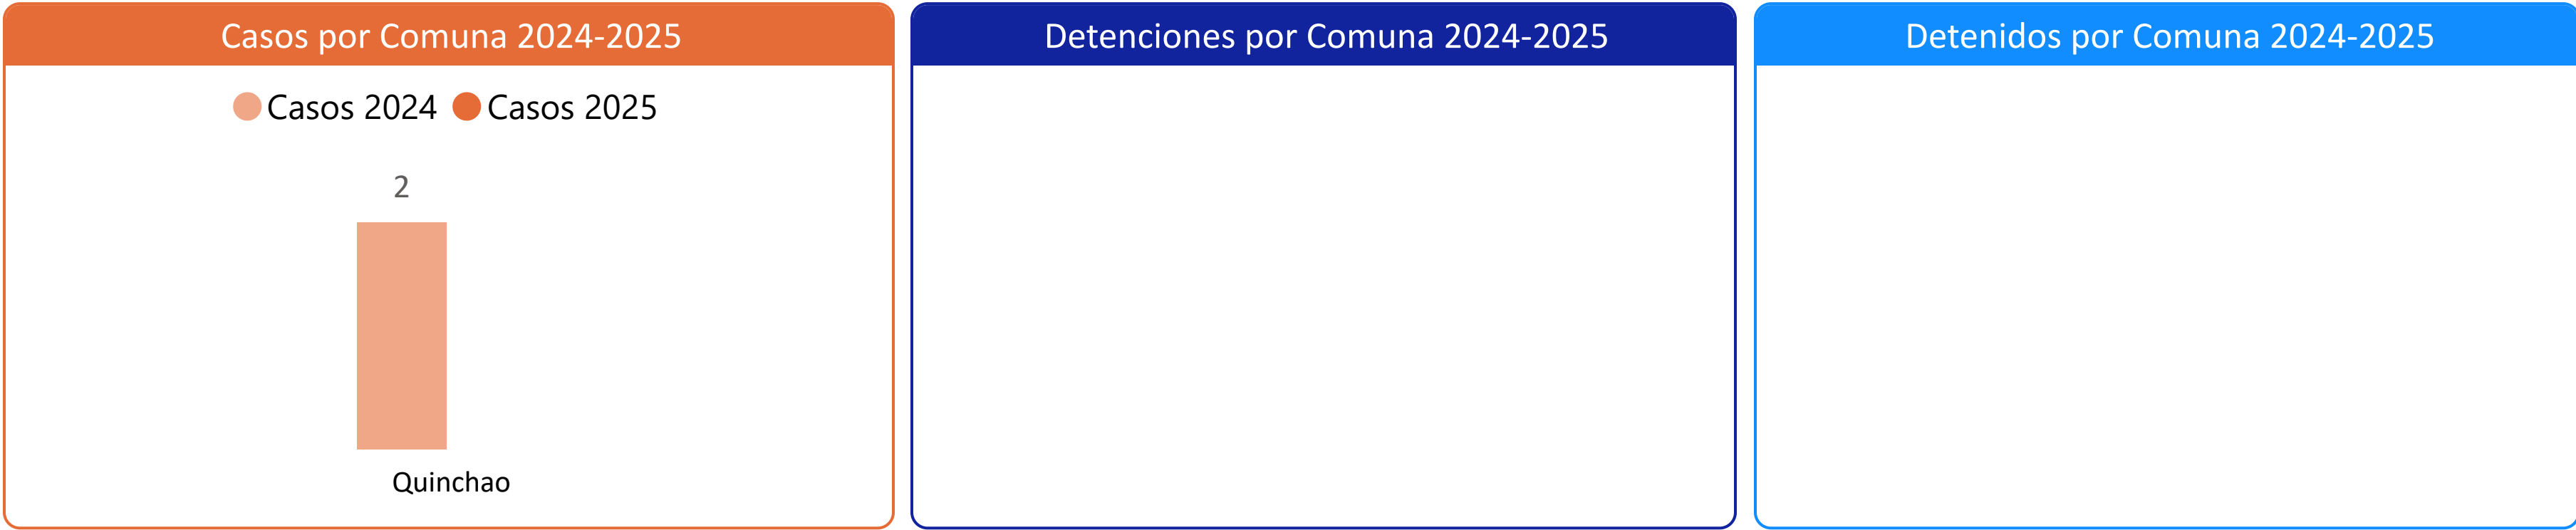 Casos por Comuna 2024-2025
Casos 2024 Casos 2025
2
Quinchao
Detenciones por Comuna 2024-2025
Detenidos por Comuna 2024-2025